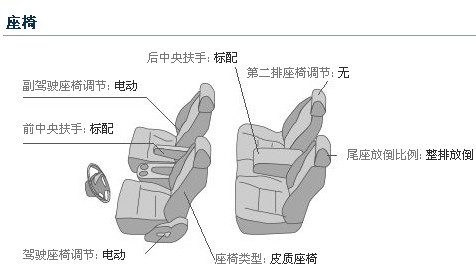 座椅
后中央扶手: 标配
第二排座椅调节: 无
副驾驶座椅调节: 电动
前中央扶手: 标配
尾座放倒比例: 整排放倒
驾驶座椅调节: 电动
座椅类型: 皮质座椅